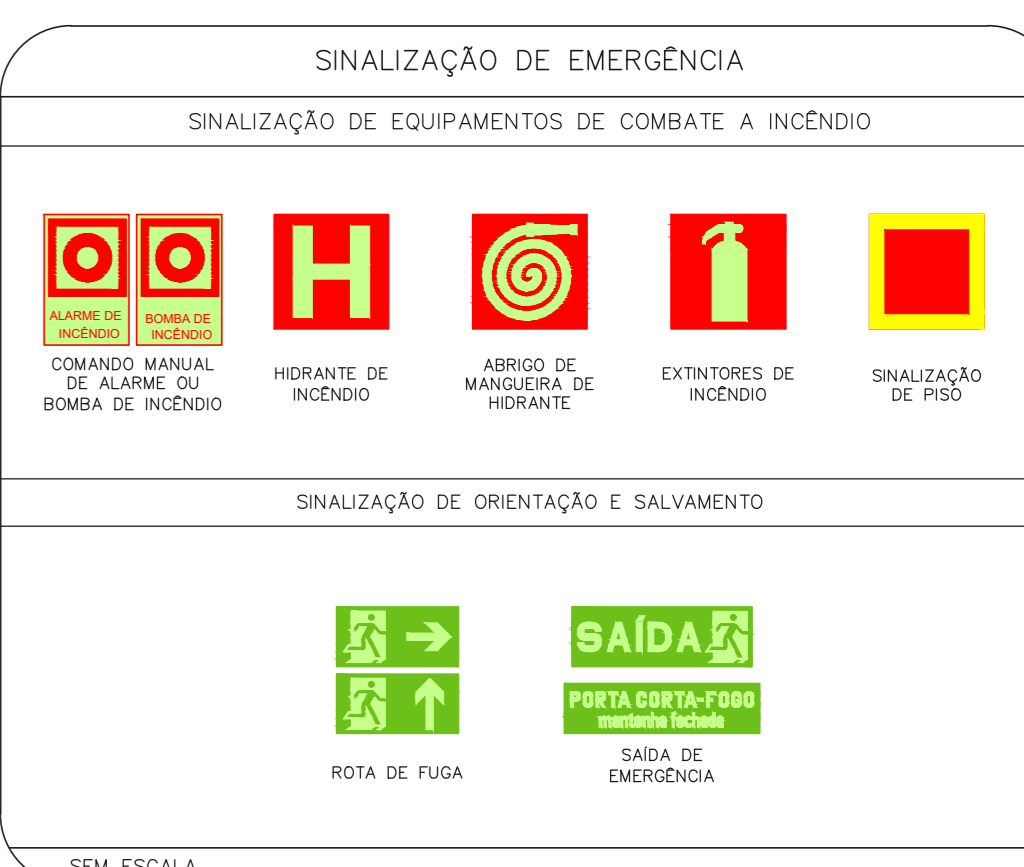 SINALIZAÇÃO DE EMERGÊNCIA
SINALIZAÇÃO DE EQUIPAMENTOS DE COMBATE A INCÊNDIO
ALARME DE
INCÊNDIO
BOMBA DE
INCÊNDIO
COMANDO MANUAL
DE ALARME OU
BOMBA DE INCÊNDIO
H
HIDRANTE DE
INCÊNDIO
ABRIGO DE
MANGUEIRA DE
HIDRANTE
EXTINTORES DE
INCÊNDIO
SINALIZAÇÃO
DE PISO
SINALIZAÇÃO DE ORIENTAÇÃO E SALVAMENTO
ROTA DE FUGA
SAÍDA
PORTA CORTA-FOGO
mantenha fechada
SAÍDA DE
EMERGÊNCIA
SEM ESCALA